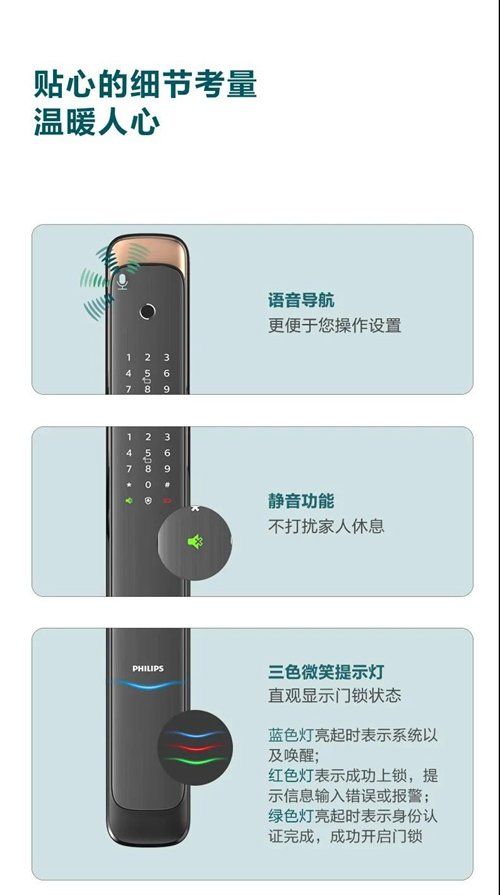 贴心的细节考量
温暖人心
语音导航
更便于您操作设置
1 2 3
4 5 6
7 8 9
1 2 3
4 5 6
7 8 9
* 0 #
静音功能
不打扰家人休息
PHILIPS
三色微笑提示灯
直观显示门锁状态
蓝色灯亮起时表示系统以
及唤醒;
红色灯表示成功上锁，提
示信息输入错误或报警；
绿色灯亮起时表示身份认
证完成，成功开启门锁